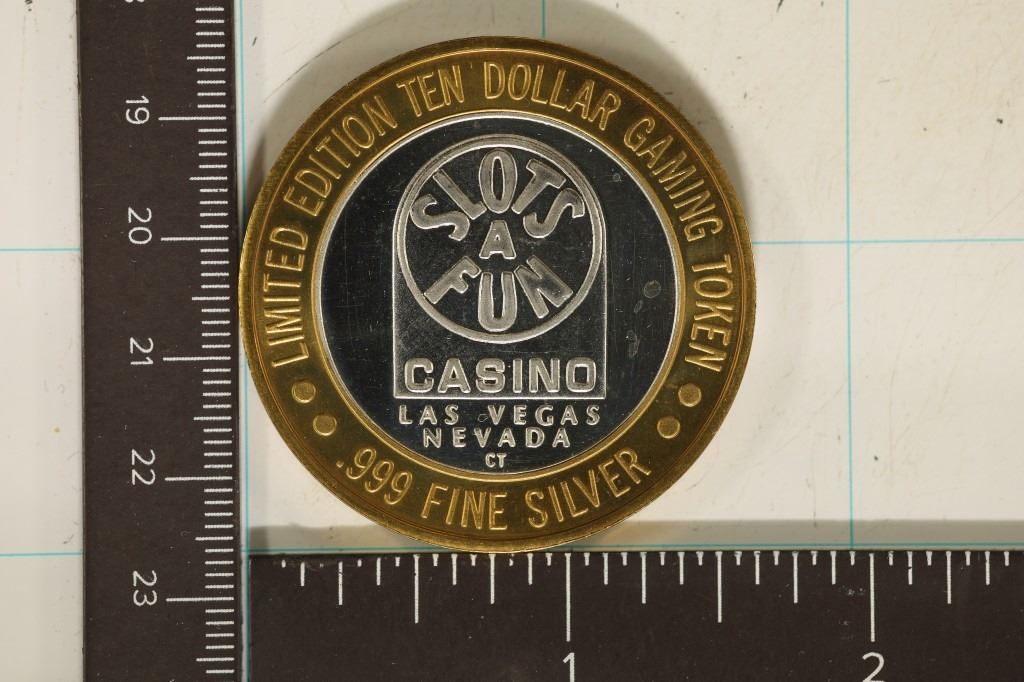 LIMITED EDITION TEN DOLLAR GAMING TOKEN
SLOTS
A
FUN
CASINO
LAS VEGAS
NEVADA
CT
.999 FINE SILVER
19
20
21
22
23
1
2